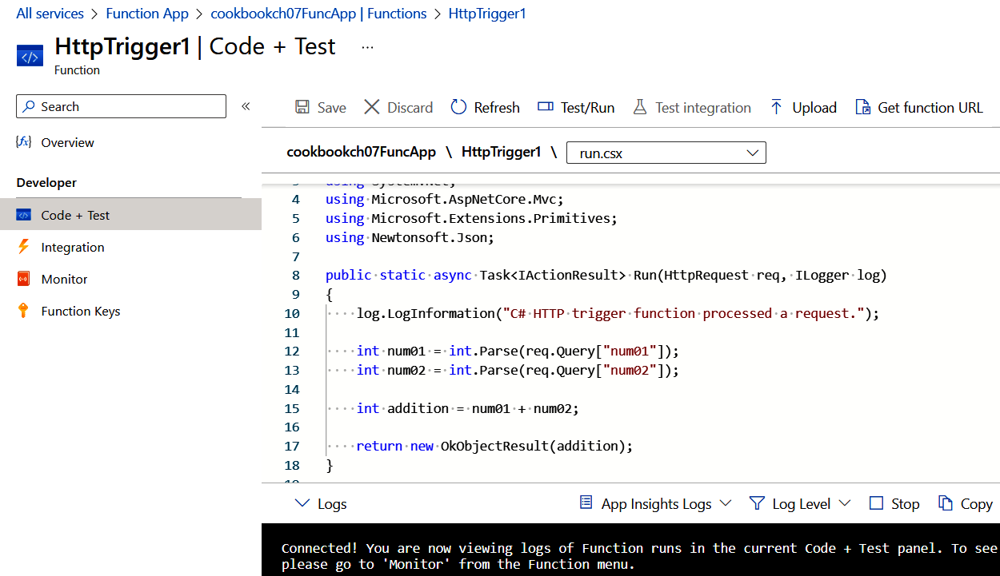 All services > Function App > cookbookch07FuncApp | Functions > HttpTrigger1
HttpTrigger1 | Code + Test ...
Function
Search «
Save Discard Refresh Test/Run Test integration Upload Get function URL
Overview
Developer
Code + Test
Integration
Monitor
Function Keys
cookbookch07FuncApp \ HttpTrigger1 \ run.csx
3 using System.Net;
4 using Microsoft.AspNetCore.Mvc;
5 using Microsoft.Extensions.Primitives;
6 using Newtonsoft.Json;
7
8 public static async Task<IActionResult> Run(HttpRequest req, ILogger log)
9 {
10 log.LogInformation("C# HTTP trigger function processed a request.");
11
12 int num01 = int.Parse(req.Query["num01"]);
13 int num02 = int.Parse(req.Query["num02"]);
14
15 int addition = num01 + num02;
16
17 return new OkObjectResult(addition);
18 }
19
Logs App Insights Logs Log Level Stop Copy
Connected! You are now viewing logs of Function runs in the current Code + Test panel. To see
please go to 'Monitor' from the Function menu.